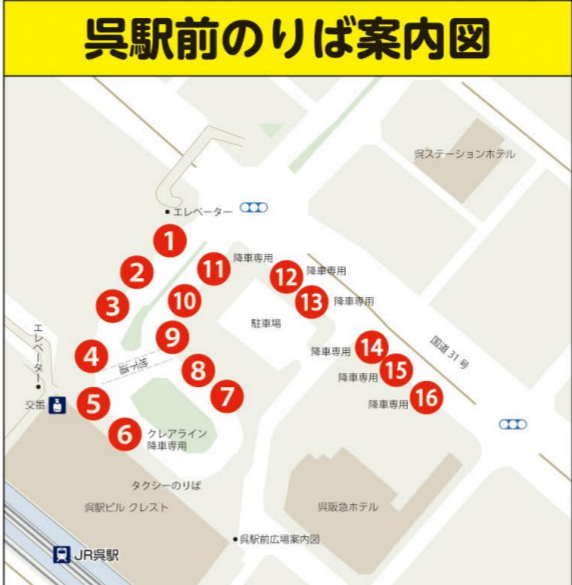 呉駅前のりば案内図
呉ステーションホテル
エレベーター
1
2
3
4
5
6
7
8
9
10
11
降車専用
12
降車専用
13
降車専用
14
降車専用
15
降車専用
16
降車専用
駐車場
国道31号
エレベーター
交番
クレアライン
降車専用
タクシーのりば
呉駅ビル クレスト
呉阪急ホテル
呉駅前広場案内図
JR呉駅